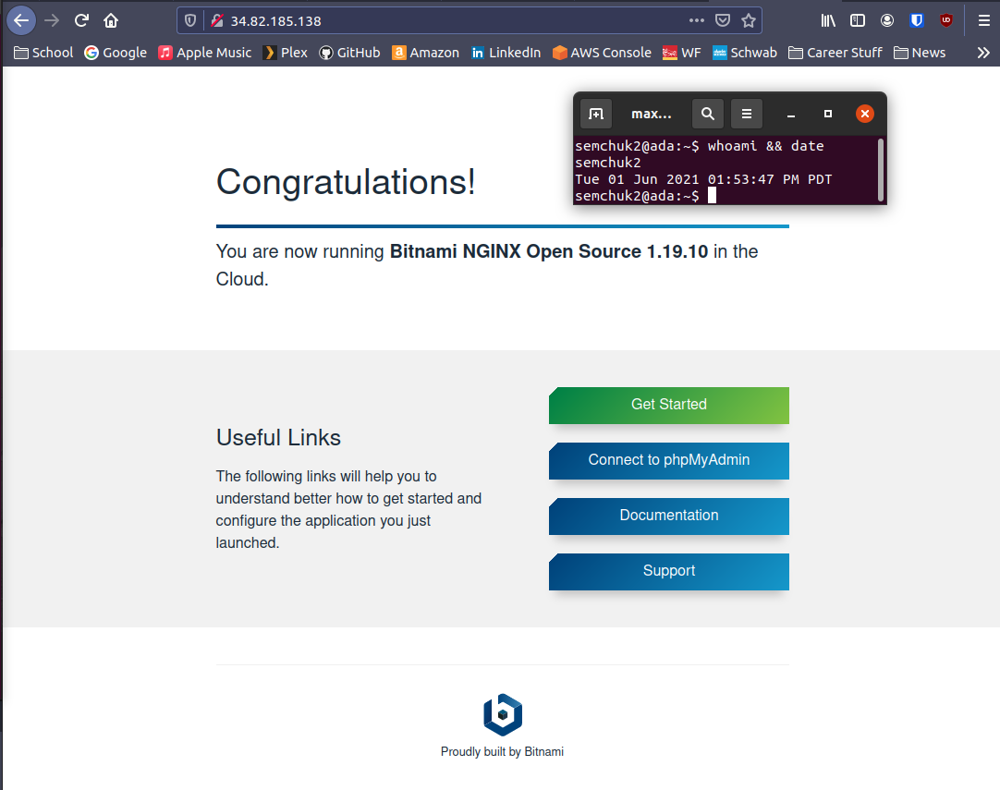 34.82.185.138
School Google Apple Music Plex GitHub Amazon LinkedIn AWS Console WF Schwab Career Stuff News
max...
semchuk2@ada:~$ whoami && date
semchuk2
Tue 01 Jun 2021 01:53:47 PM PDT
semchuk2@ada:~$
Congratulations!
You are now running Bitnami NGINX Open Source 1.19.10 in the
Cloud.
Get Started
Useful Links
Connect to phpMyAdmin
The following links will help you to
understand better how to get started and
configure the application you just
launched.
Documentation
Support
Proudly built by Bitnami